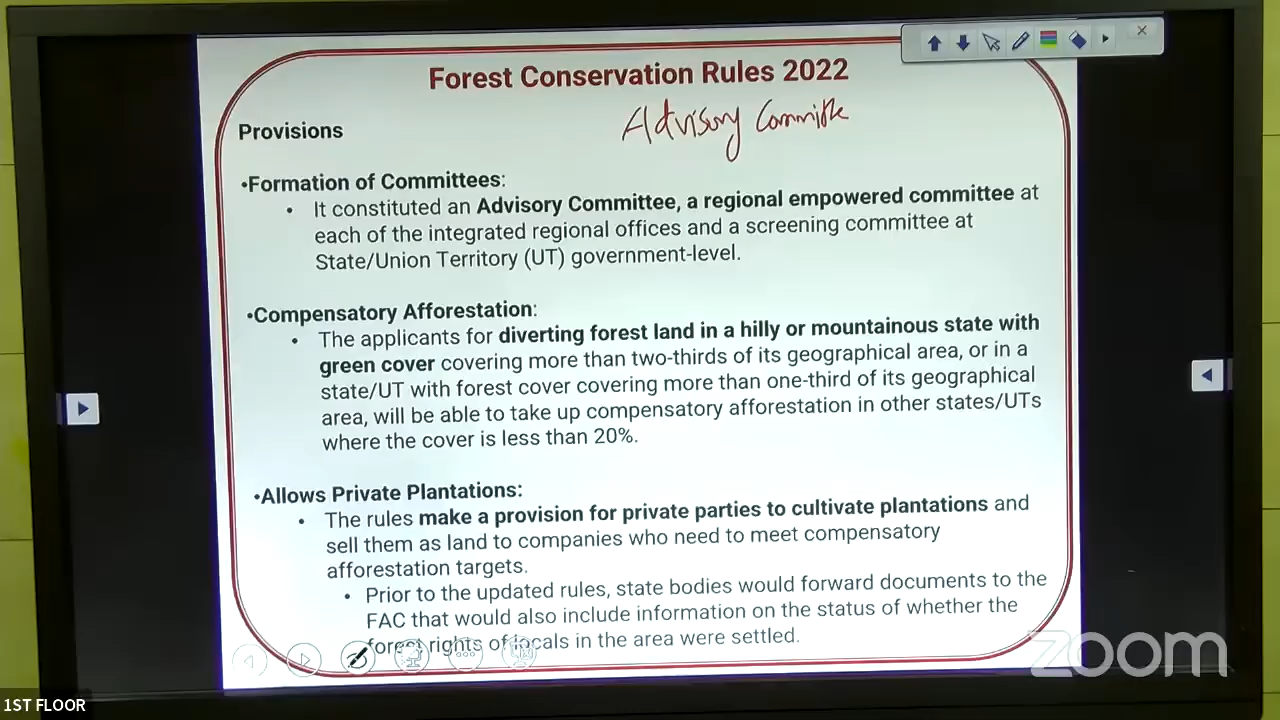 Forest Conservation Rules 2022
Advisory Committe
Provisions
•Formation of Committees:
• It constituted an Advisory Committee, a regional empowered committee at
each of the integrated regional offices and a screening committee at
State/Union Territory (UT) government-level.
•Compensatory Afforestation:
• The applicants for diverting forest land in a hilly or mountainous state with
green cover covering more than two-thirds of its geographical area, or in a
state/UT with forest cover covering more than one-third of its geographical
area, will be able to take up compensatory afforestation in other states/UTs
where the cover is less than 20%.
•Allows Private Plantations:
• The rules make a provision for private parties to cultivate plantations and
sell them as land to companies who need to meet compensatory
afforestation targets.
• Prior to the updated rules, state bodies would forward documents to the
FAC that would also include information on the status of whether the
forest rights of locals in the area were settled.
zoom
1ST FLOOR